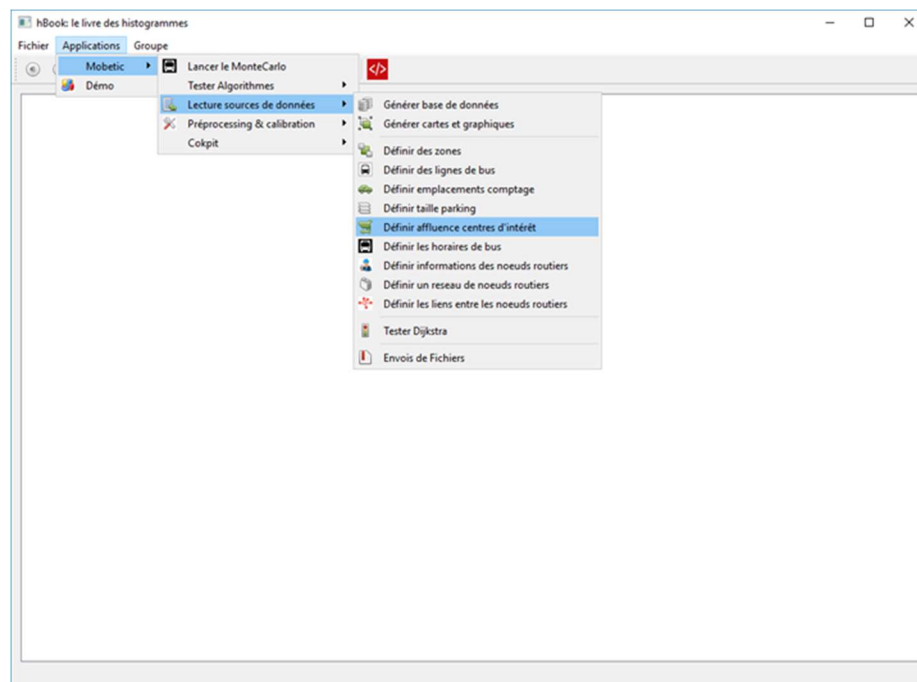 hBook: le livre des histogrammes
Fichier Applications Groupe
Mobetic
Démo
Lancer le MonteCarlo
Tester Algorithmes
Lecture sources de données
Préprocessing & calibration
Cokpit
Générer base de données
Générer cartes et graphiques
Définir des zones
Définir des lignes de bus
Définir emplacements comptage
Définir taille parking
Définir affluence centres d'intérêt
Définir les horaires de bus
Définir informations des noeuds routiers
Définir un reseau de noeuds routiers
Définir les liens entre les noeuds routiers
Tester Dijkstra
Envois de Fichiers